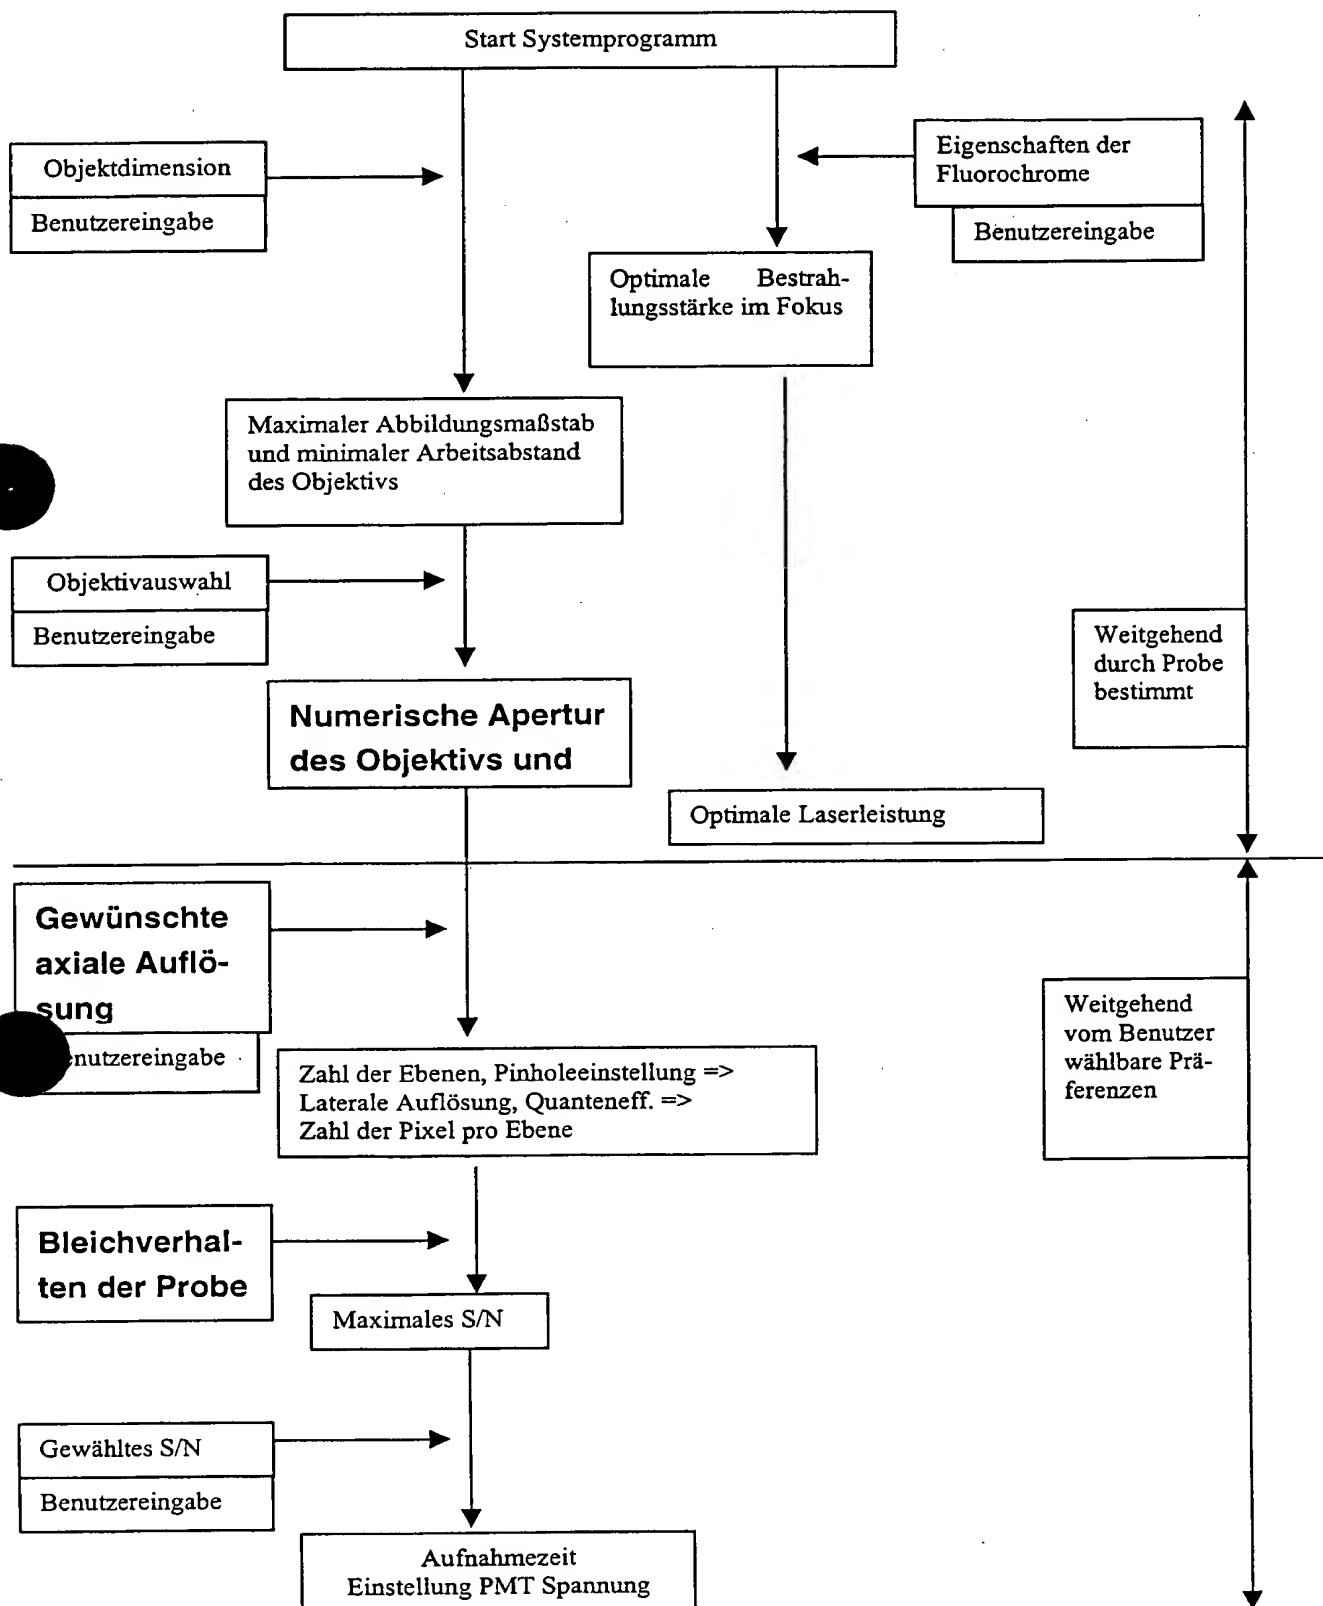 Start Systemprogramm
Objektdimension
Benutzereingabe
Eigenschaften der
Fluorochrome
Benutzereingabe
Optimale Bestrah-
lungsstärke im Fokus
Maximaler Abbildungsmaßstab
und minimaler Arbeitsabstand
des Objektivs
Objektivauswahl
Benutzereingabe
Weitgehend
durch Probe
bestimmt
Numerische Apertur
des Objektivs und
Optimale Laserleistung
Gewünschte
axiale Auflö-
sung
enutzereingabe
Weitgehend
vom Benutzer
wählbare Prä-
ferenzen
Zahl der Ebenen, Pinholeeinstellung =>
Laterale Auflösung, Quanteneff. =>
Zahl der Pixel pro Ebene
Bleichverhal-
ten der Probe
Maximales S/N
Gewähltes S/N
Benutzereingabe
Aufnahmezeit
Einstellung PMT Spannung